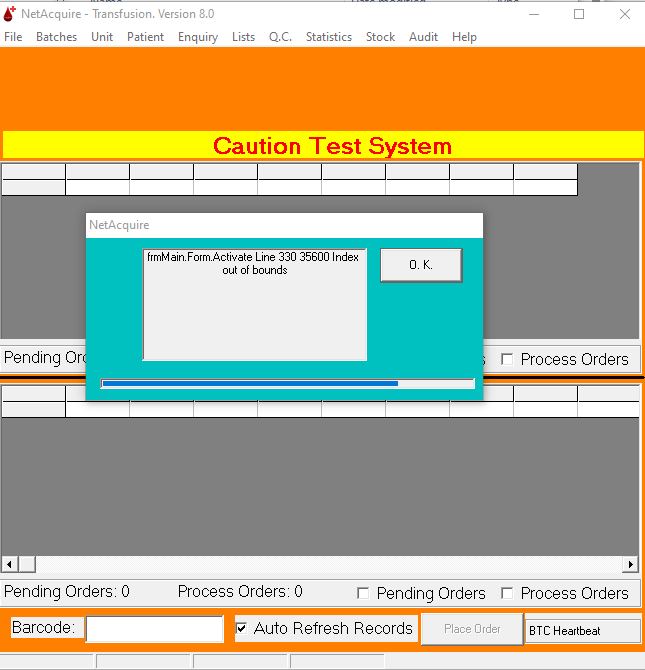 NetAcquire - Transfusion. Version 8.0
File Batches Unit Patient Enquiry Lists Q.C. Statistics Stock Audit Help
Caution Test System
NetAcquire
frmMain.Form.Activate Line 330 35600 Index
out of bounds
O. K.
Pending Process Orders
Pending Orders: 0 Process Orders: 0 Pending Orders Process Orders
Barcode: Auto Refresh Records Place Order BTC Heartbeat